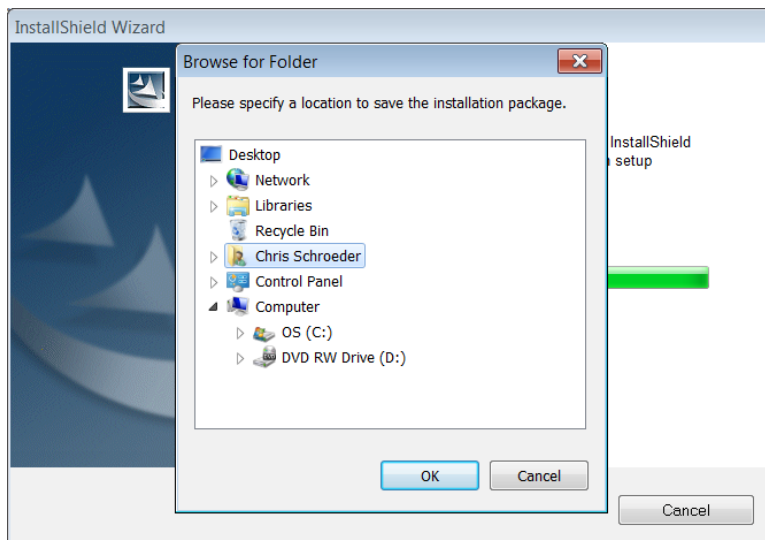 InstallShield Wizard
Browse for Folder
Please specify a location to save the installation package.
InstallShield
setup
Desktop
Network
Libraries
Recycle Bin
Chris Schroeder
Control Panel
Computer
OS (C:)
DVD RW Drive (D:)
OK
Cancel
Cancel